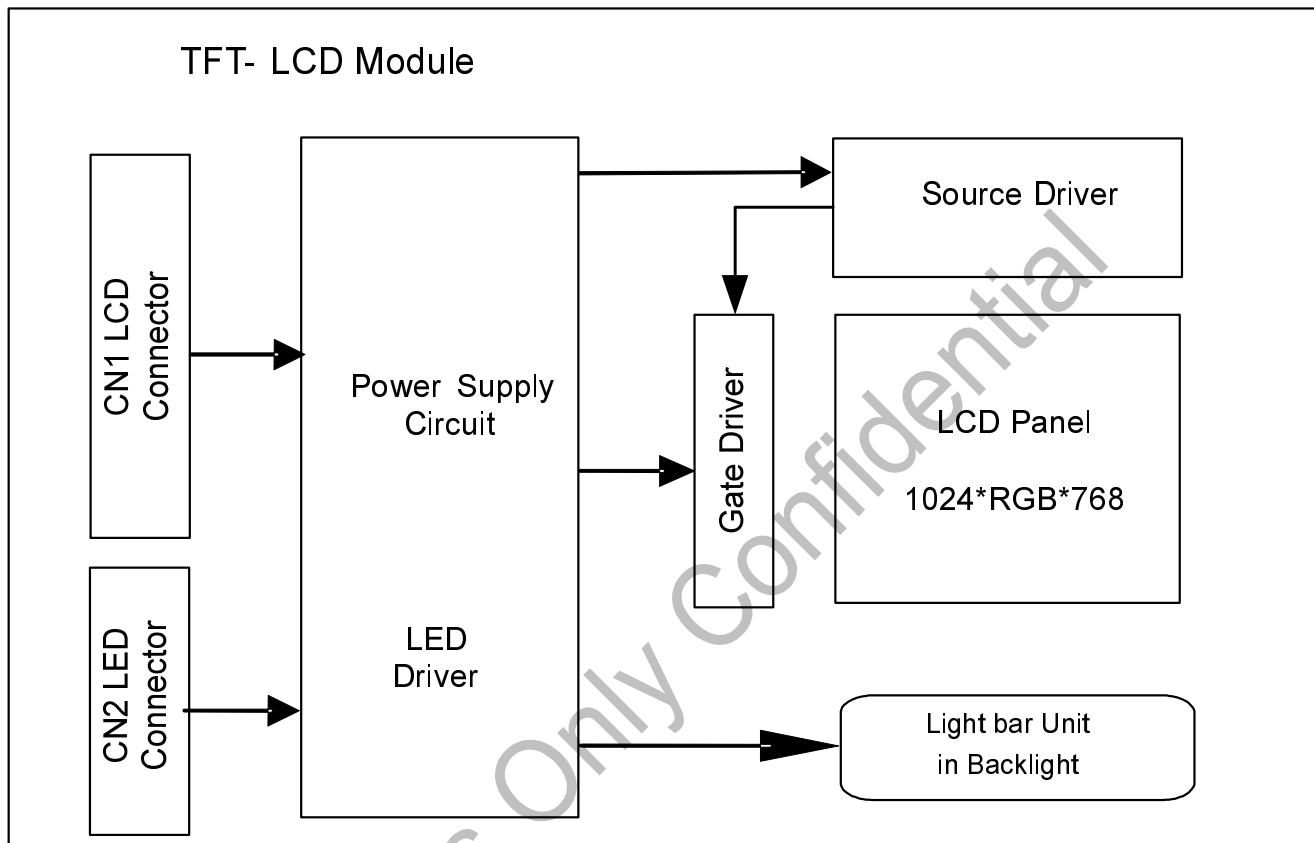 TFT- LCD Module
CN1 LCD
Connector
Power Supply
Circuit
LED
Driver
CN2 LED
Connector
Source Driver
Gate Driver
LCD Panel
1024*RGB*768
Light bar Unit
in Backlight
s Only Confidential